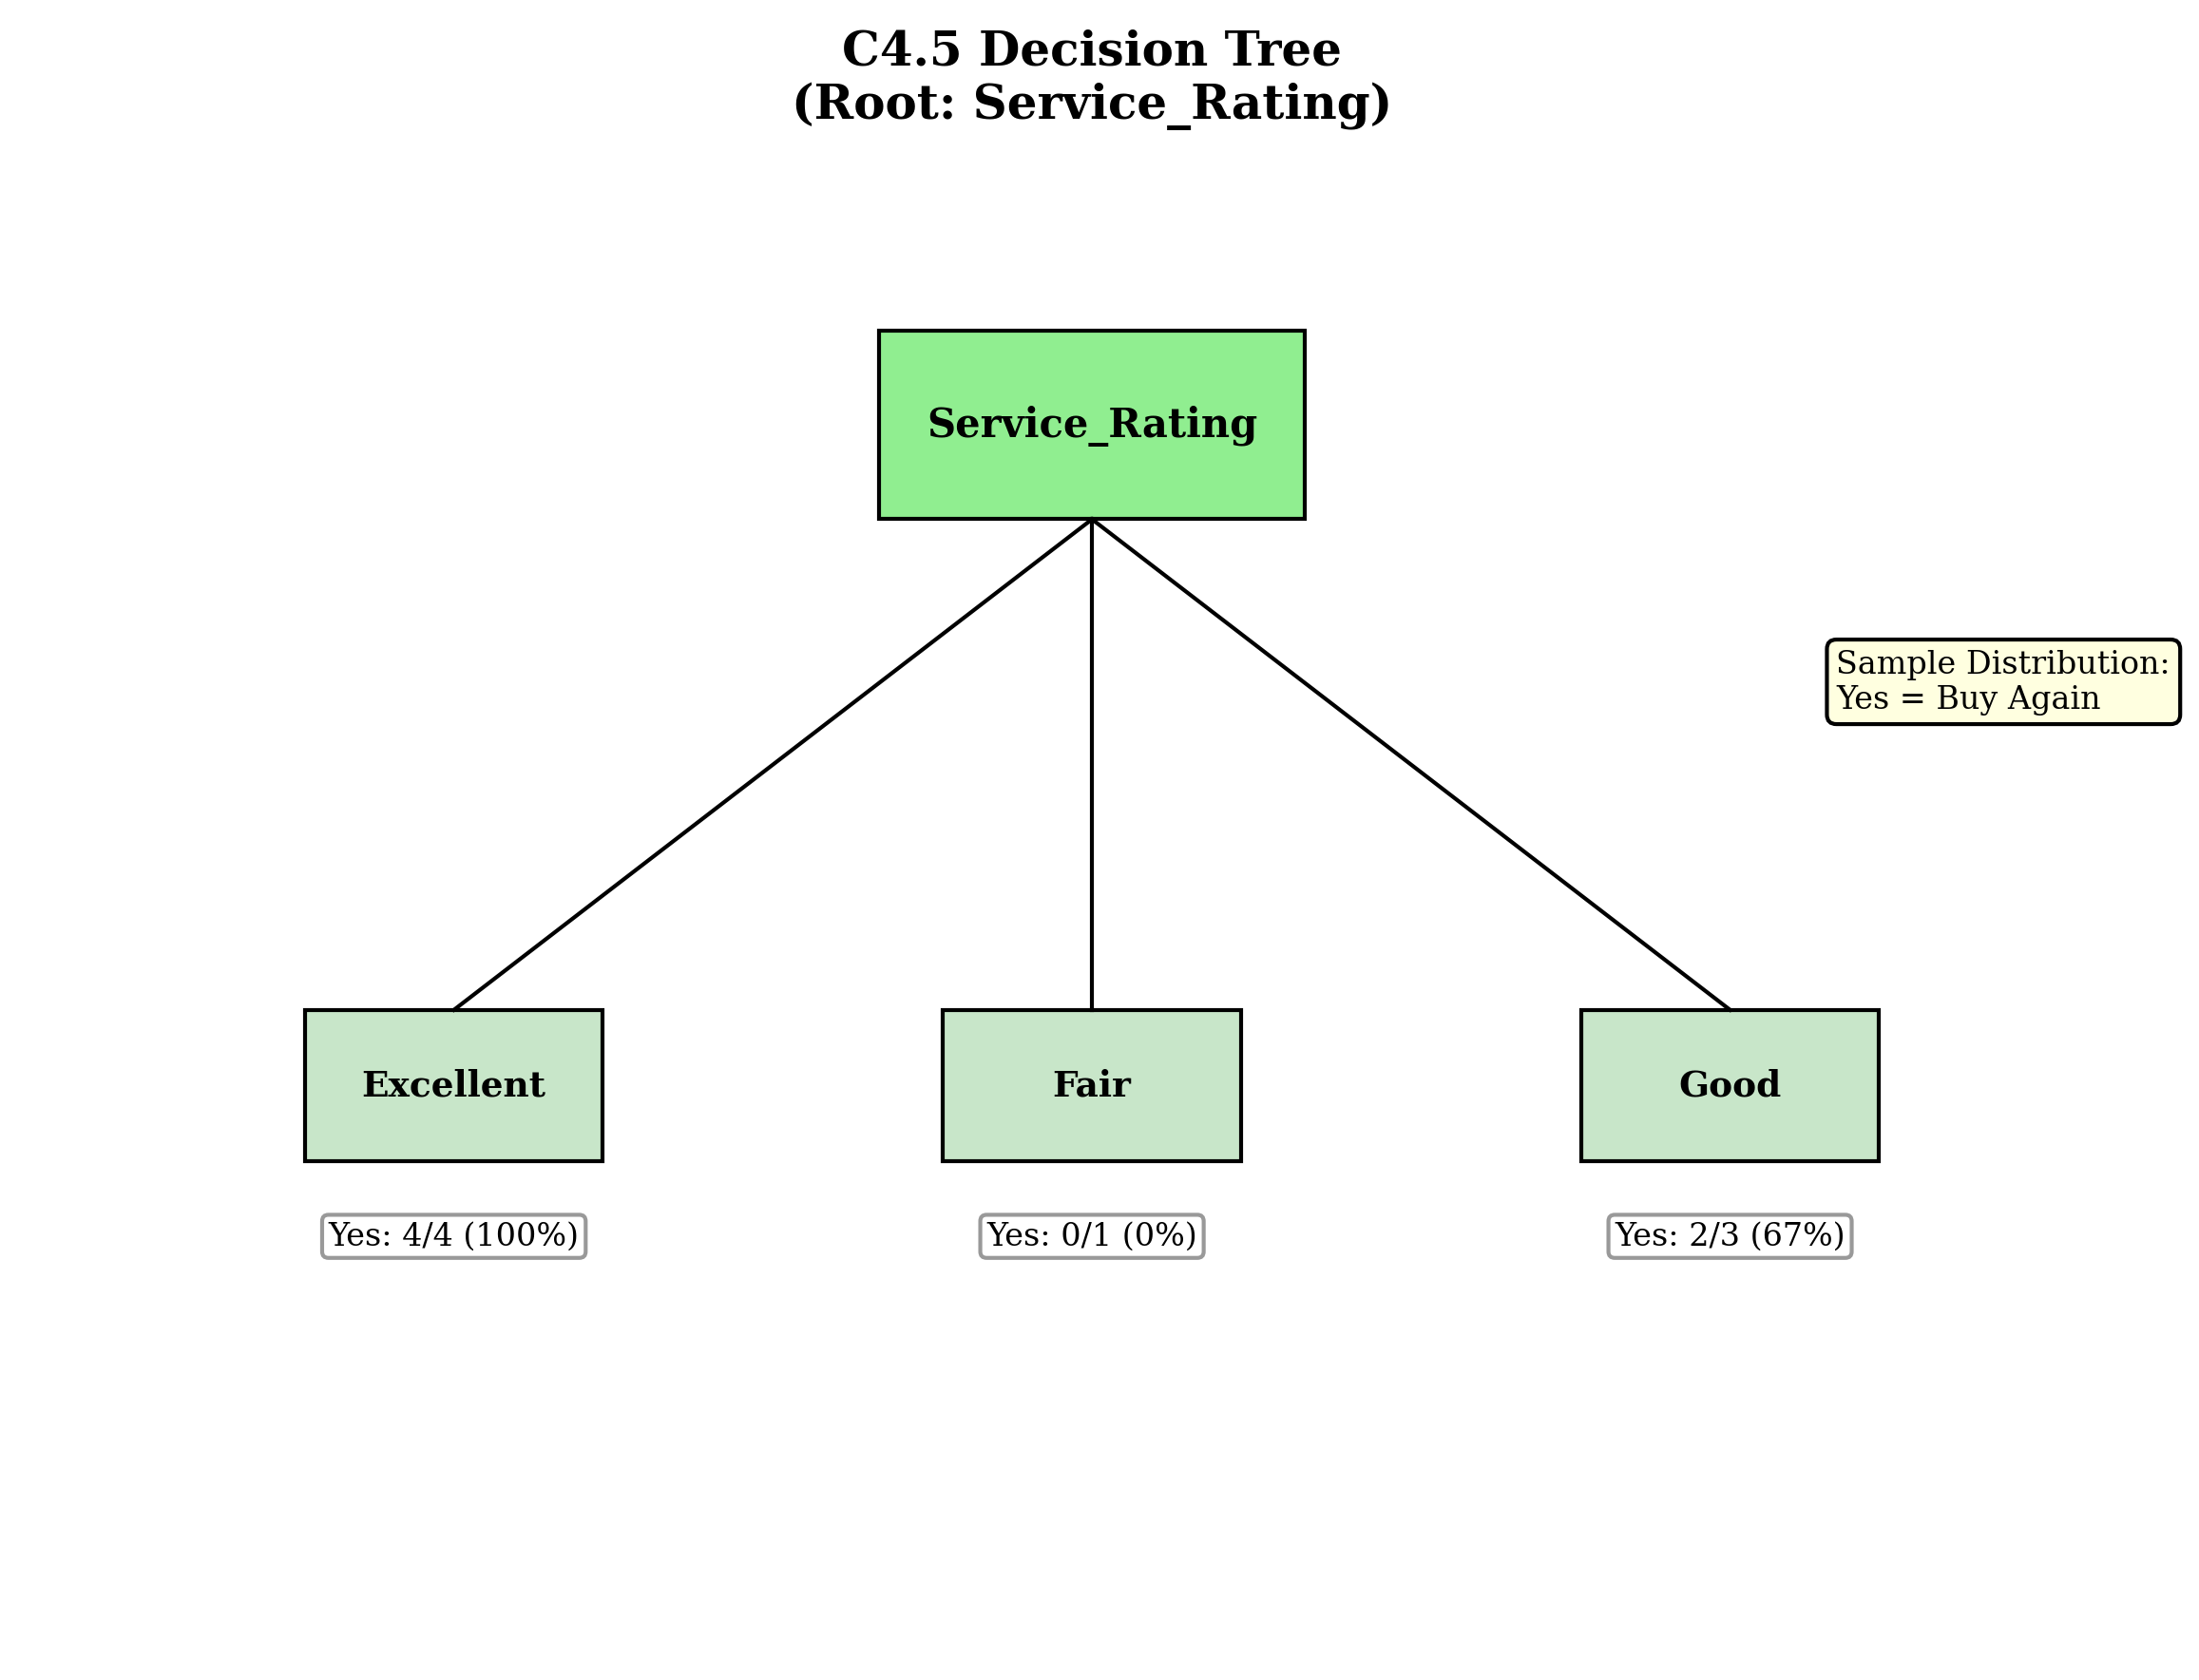 C4.5 Decision Tree
(Root: Service_Rating)
Service_Rating
Sample Distribution:
Yes = Buy Again
Excellent
Fair
Good
Yes: 4/4 (100%)
Yes: 0/1 (0%)
Yes: 2/3 (67%)